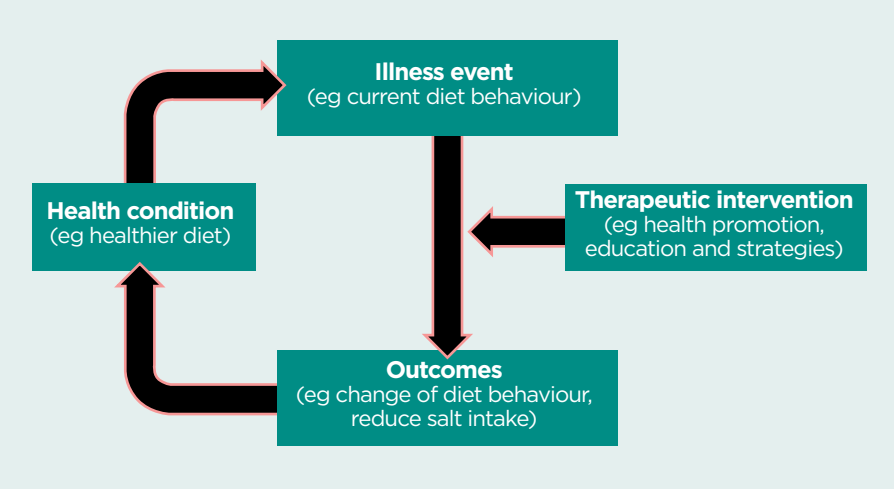 Illness event
(eg current diet behaviour)
Health condition
(eg healthier diet)
Therapeutic intervention
(eg health promotion,
education and strategies)
Outcomes
(eg change of diet behaviour,
reduce salt intake)